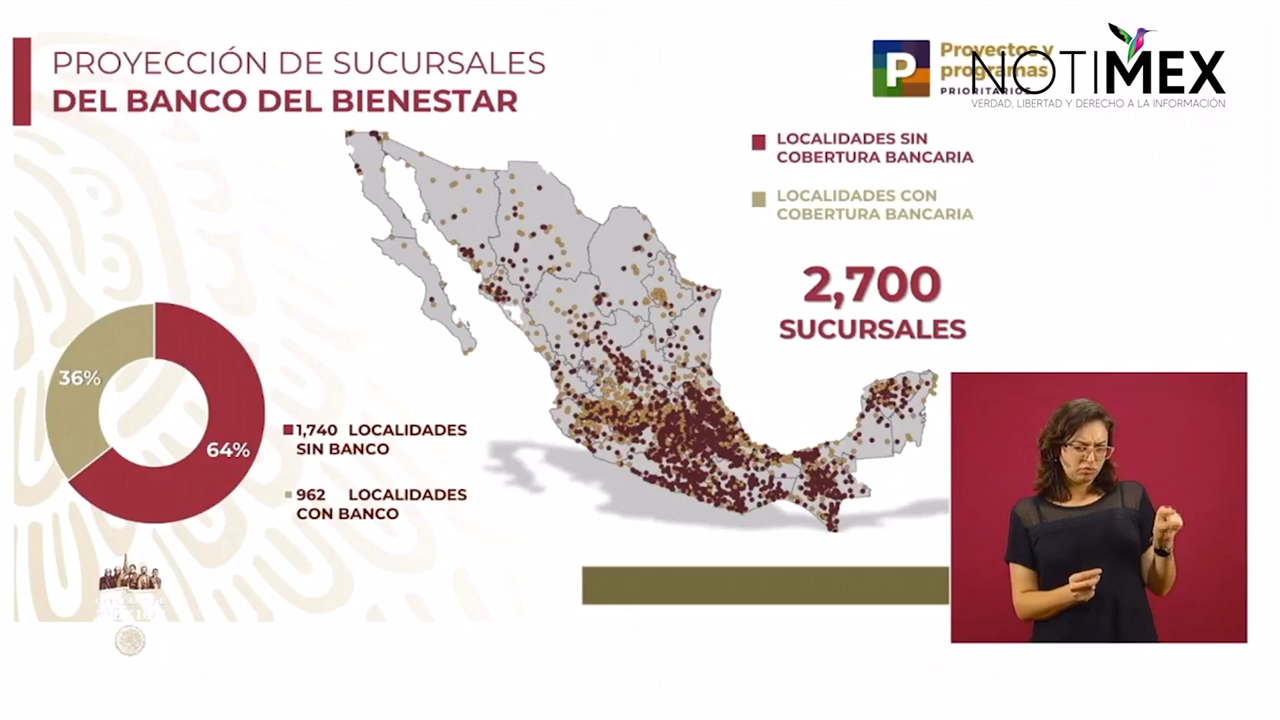 PROYECCIÓN DE SUCURSALES
DEL BANCO DEL BIENESTAR
P
Proyectos y
programas
PRIORITARIOS
NOTIMEX
VERDAD, LIBERTAD Y DERECHO A LA INFORMACIÓN
LOCALIDADES SIN
COBERTURA BANCARIA
LOCALIDADES CON
COBERTURA BANCARIA
2,700
SUCURSALES
36%
64%
1,740 LOCALIDADES
SIN BANCO
962 LOCALIDADES
CON BANCO